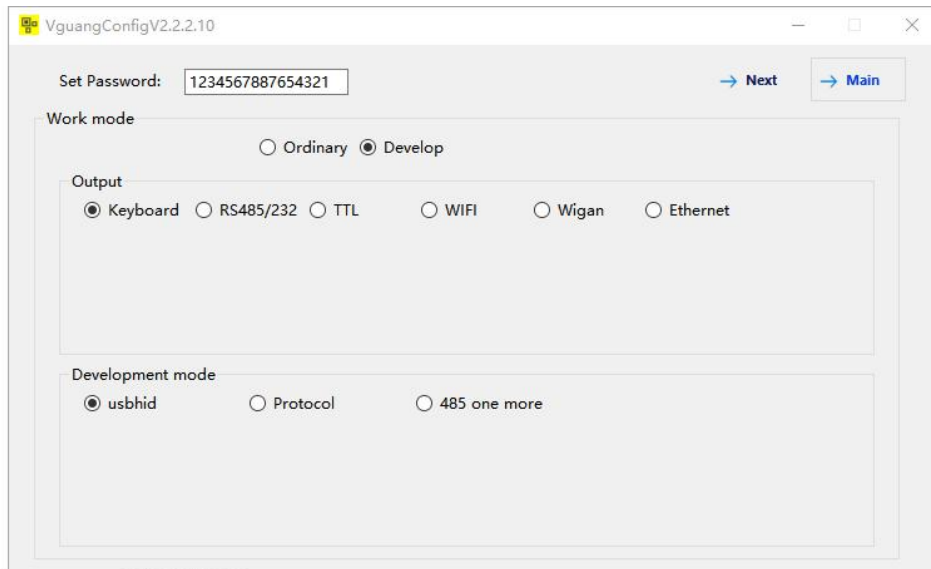 VguangConfigV2.2.2.10
Set Password: 1234567887654321 → Next → Main
Work mode
Ordinary Develop
Output
Keyboard RS485/232 TTL WIFI Wigan Ethernet
Development mode
usbhid Protocol 485 one more